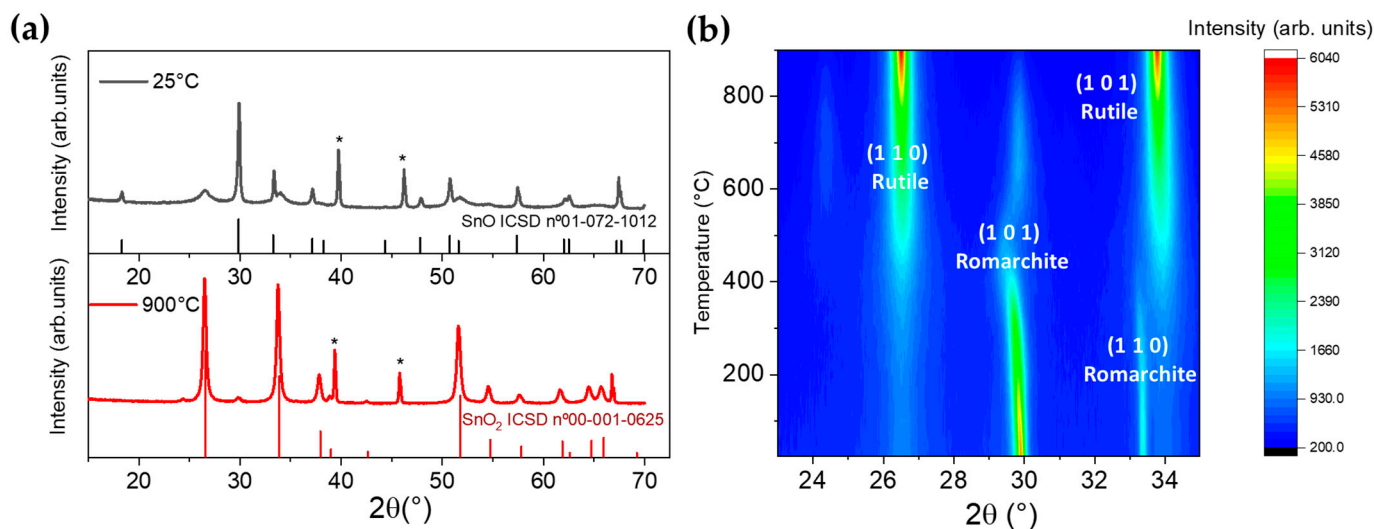 (a)
Intensity (arb.units)
25°C
*
*
SnO ICSD nº01-072-1012
20 30 40 50 60 70
Intensity (arb.units)
900°C
*
*
SnO2 ICSD nº00-001-0625
20 30 40 50 60 70
2θ(°)
(b)
Temperature (°C)
800
600
400
200
(1 1 0)
Rutile
(1 0 1)
Rutile
(1 0 1)
Romarchite
(1 1 0)
Romarchite
24 26 28 30 32 34
2θ (°)
Intensity (arb. units)
6040
5310
4580
3850
3120
2390
1660
930.0
200.0